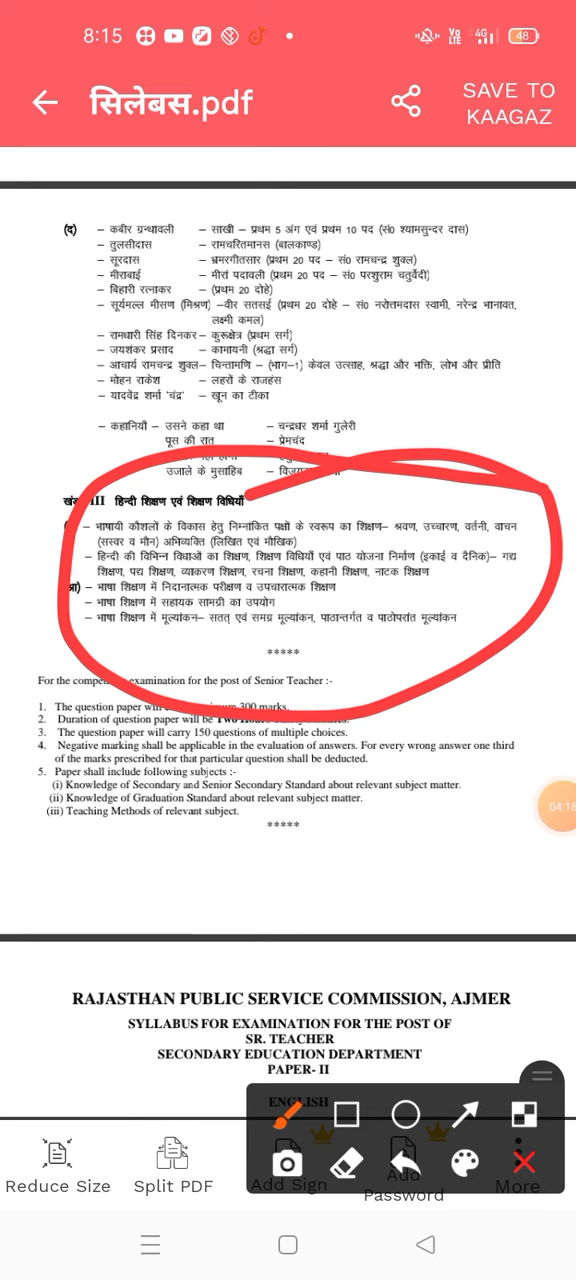 8:15
Vo LTE 4G 48
सिलेबस.pdf
SAVE TO
KAAGAZ
(द) – कबीर ग्रन्थावली – साखी – प्रथम 5 अंग एवं प्रथम 10 पद (सं0 श्यामसुन्दर दास)
– तुलसीदास – रामचरितमानस (बालकाण्ड)
– सूरदास – भ्रमरगीतसार (प्रथम 20 पद – सं0 रामचन्द्र शुक्ल)
– मीराबाई – मीरां पदावली (प्रथम 20 पद – सं0 परशुराम चतुर्वेदी)
– बिहारी रत्नाकर – (प्रथम 20 दोहे)
– सूर्यमल्ल मीसण (मिश्रण) –वीर सतसई (प्रथम 20 दोहे – सं0 नरोत्तमदास स्वामी, नरेन्द्र भानावत,
लक्ष्मी कमल)
– रामधारी सिंह दिनकर– कुरूक्षेत्र (प्रथम सर्ग)
– जयशंकर प्रसाद – कामायनी (श्रद्धा सर्ग)
– आचार्य रामचन्द्र शुक्ल– चिन्तामणि – (भाग–1) केवल उत्साह, श्रद्धा और भक्ति, लोभ और प्रीति
– मोहन राकेश – लहरों के राजहंस
– यादवेंद्र शर्मा 'चंद्र' – खून का टीका
– कहानियाँ – उसने कहा था – चन्द्रधर शर्मा गुलेरी
पूस की रात – प्रेमचंद
उजाले के मुसाहिब
III हिन्दी शिक्षण एवं शिक्षण विधियाँ
– भाषायी कौशलों के विकास हेतु निम्नांकित पक्षों के स्वरूप का शिक्षण– श्रवण, उच्चारण, वर्तनी, वाचन
(सस्वर व मौन) अभिव्यक्ति (लिखित एवं मौखिक)
– हिन्दी की विभिन्न विधाओं का शिक्षण, शिक्षण विधियाँ एवं पाठ योजना निर्माण (इकाई व दैनिक)– गद्य
शिक्षण, पद्य शिक्षण, व्याकरण शिक्षण, रचना शिक्षण, कहानी शिक्षण, नाटक शिक्षण
– भाषा शिक्षण में निदानात्मक परीक्षण व उपचारात्मक शिक्षण
– भाषा शिक्षण में सहायक सामग्री का उपयोग
– भाषा शिक्षण में मूल्यांकन– सतत् एवं समग्र मूल्यांकन, पाठान्तर्गत व पाठोपरांत मूल्यांकन
*****
For the examination for the post of Senior Teacher :-
1. The question paper 300 marks.
2. Duration of question paper will be
3. The question paper will carry 150 questions of multiple choices.
4. Negative marking shall be applicable in the evaluation of answers. For every wrong answer one third
of the marks prescribed for that particular question shall be deducted.
5. Paper shall include following subjects :-
(i) Knowledge of Secondary and Senior Secondary Standard about relevant subject matter.
(ii) Knowledge of Graduation Standard about relevant subject matter.
(iii) Teaching Methods of relevant subject.
*****
04:16
RAJASTHAN PUBLIC SERVICE COMMISSION, AJMER
SYLLABUS FOR EXAMINATION FOR THE POST OF
SR. TEACHER
SECONDARY EDUCATION DEPARTMENT
PAPER- II
ENGLISH
Reduce Size
Split PDF
Add Sign
Add Password
More